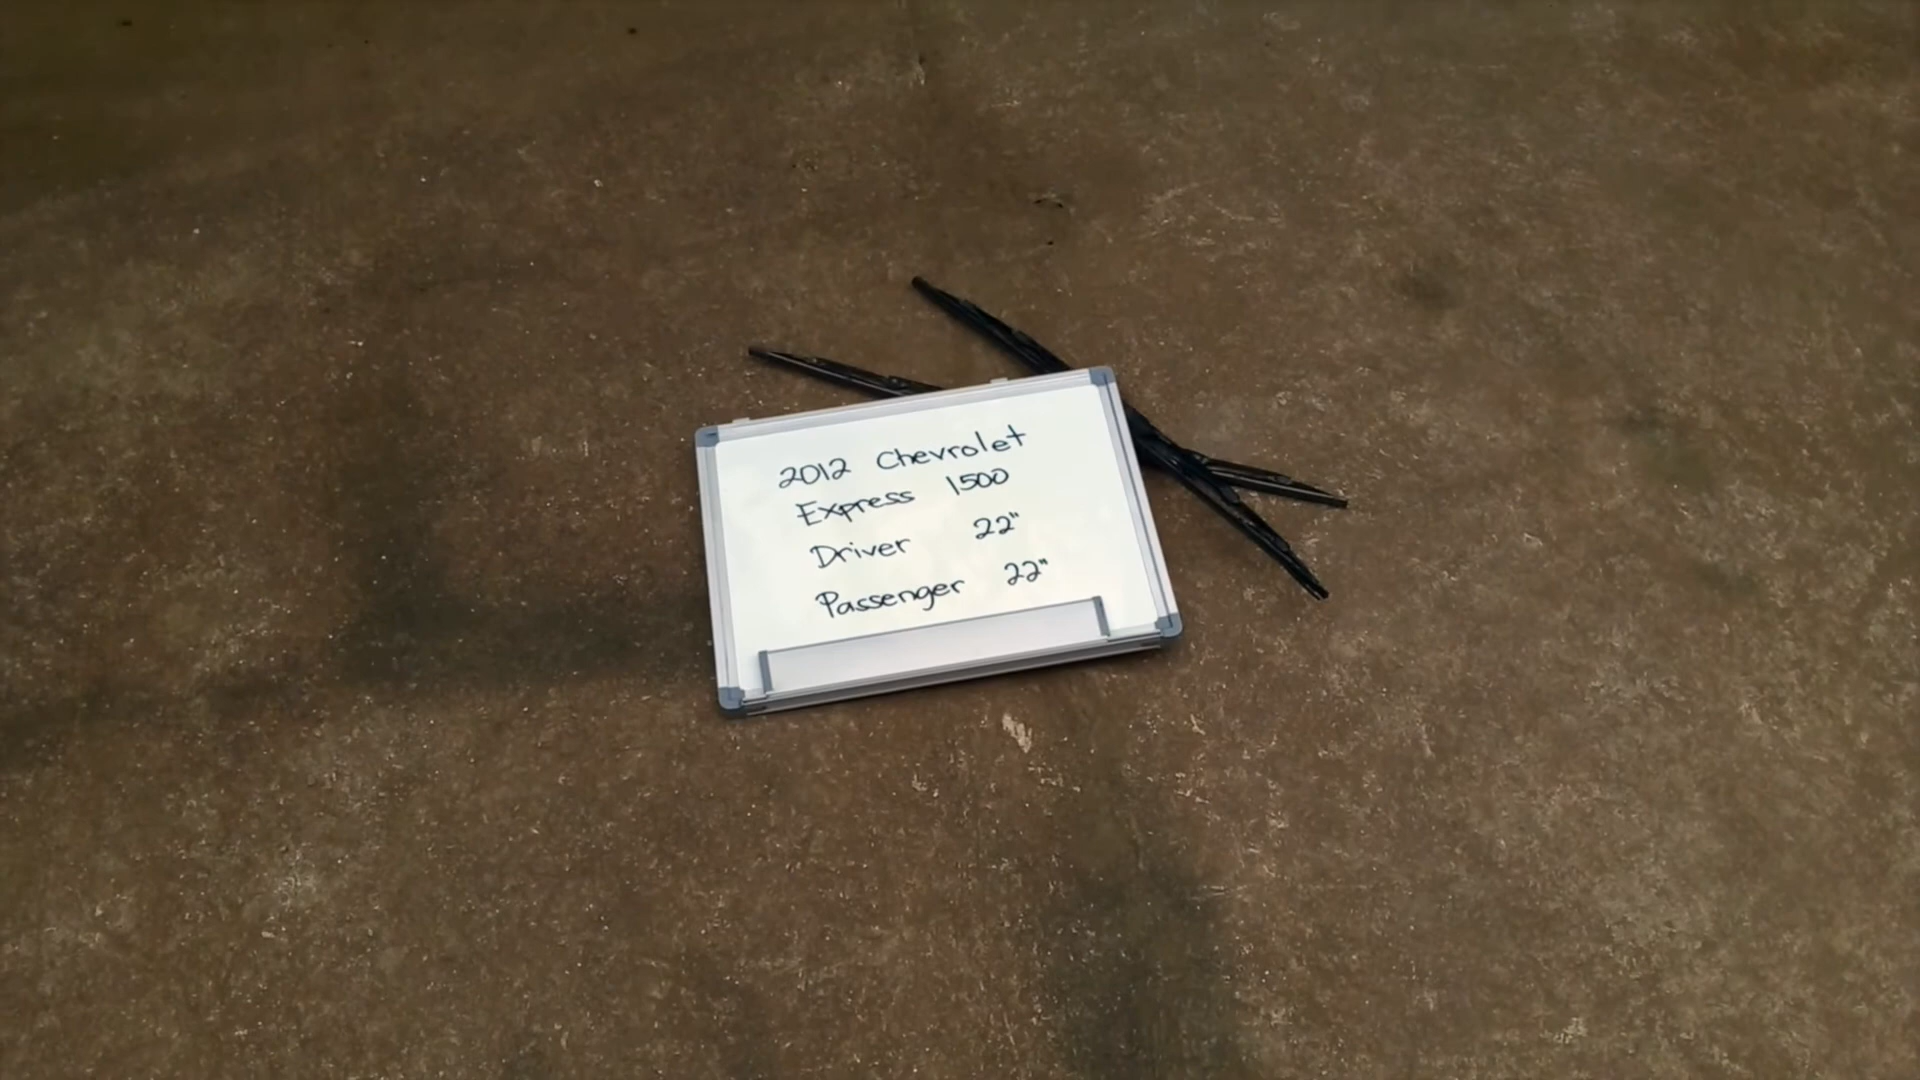 2012 Chevrolet
Express 1500
Driver 22"
Passenger 22"